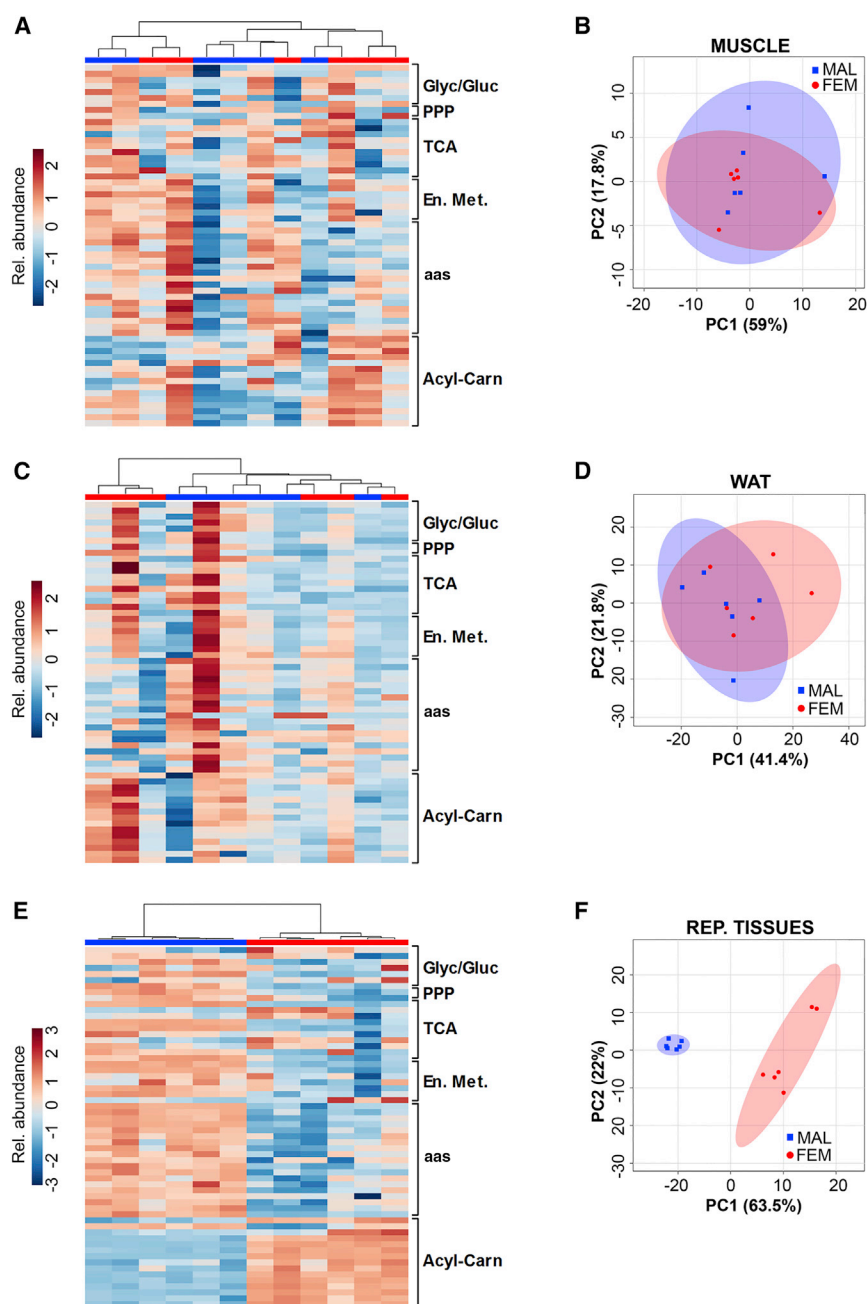 A
Rel. abundance
2
1
0
-1
-2
Glyc/Gluc
PPP
TCA
En. Met.
aas
Acyl-Carn
B
MUSCLE
MAL
FEM
PC2 (17.8%)
10
5
0
-5
-10
-20
-10
0
10
20
PC1 (59%)
C
Rel. abundance
2
1
0
-1
-2
Glyc/Gluc
PPP
TCA
En. Met.
aas
Acyl-Carn
D
WAT
PC2 (21.8%)
20
10
0
-10
-20
-30
MAL
FEM
-20
0
20
40
PC1 (41.4%)
E
Rel. abundance
3
2
1
0
-1
-2
-3
Glyc/Gluc
PPP
TCA
En. Met.
aas
Acyl-Carn
F
REP. TISSUES
PC2 (22%)
20
10
0
-10
-20
-30
MAL
FEM
-20
0
20
PC1 (63.5%)